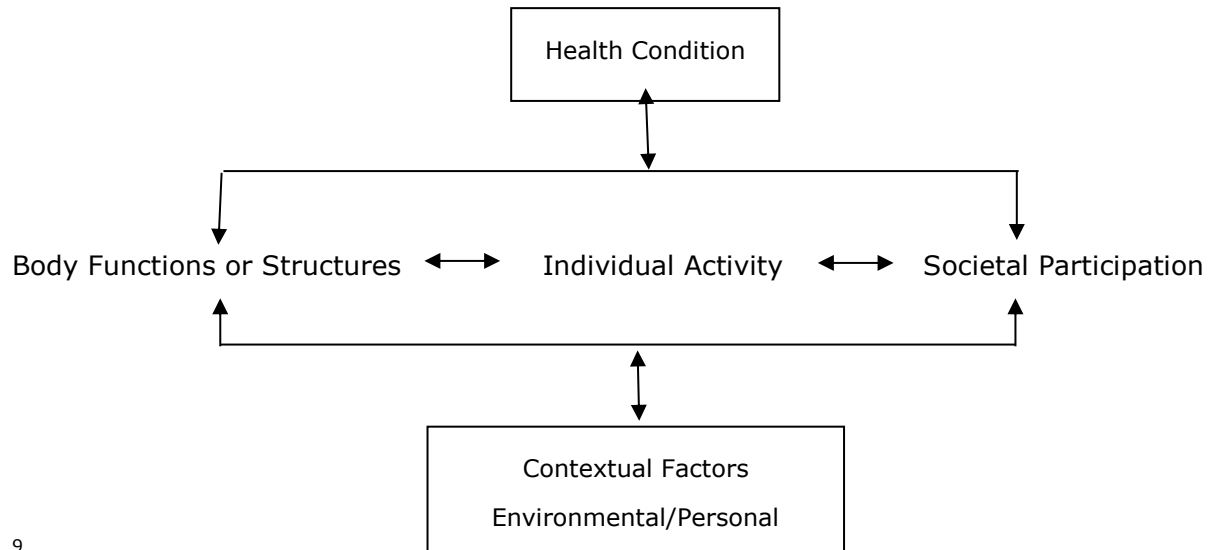 Health Condition
Body Functions or Structures Individual Activity Societal Participation
Contextual Factors
Environmental/Personal
9